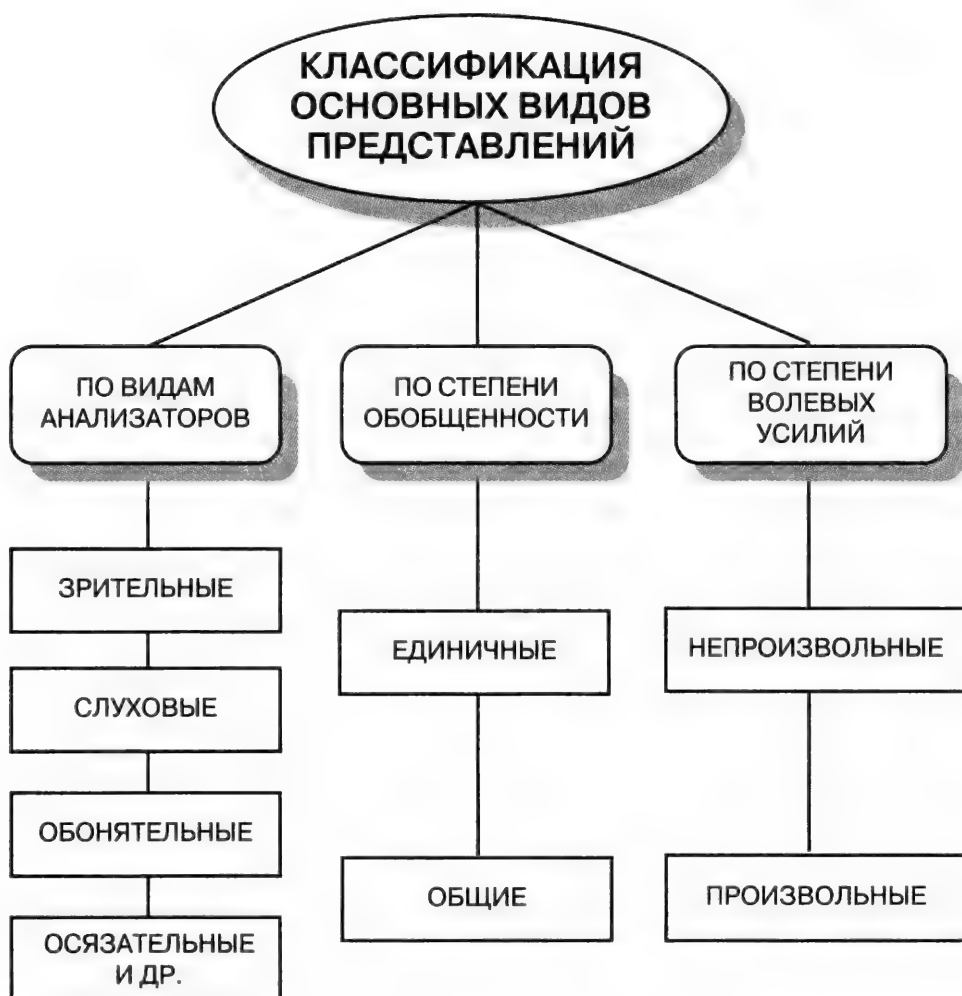 КЛАССИФИКАЦИЯ
ОСНОВНЫХ ВИДОВ
ПРЕДСТАВЛЕНИЙ
ПО ВИДАМ
АНАЛИЗАТОРОВ
ЗРИТЕЛЬНЫЕ
СЛУХОВЫЕ
ОБОНЯТЕЛЬНЫЕ
ОСЯЗАТЕЛЬНЫЕ
И ДР.
ПО СТЕПЕНИ
ОБОБЩЕННОСТИ
ЕДИНИЧНЫЕ
ОБЩИЕ
ПО СТЕПЕНИ
ВОЛЕВЫХ
УСИЛИЙ
НЕПРОИЗВОЛЬНЫЕ
ПРОИЗВОЛЬНЫЕ